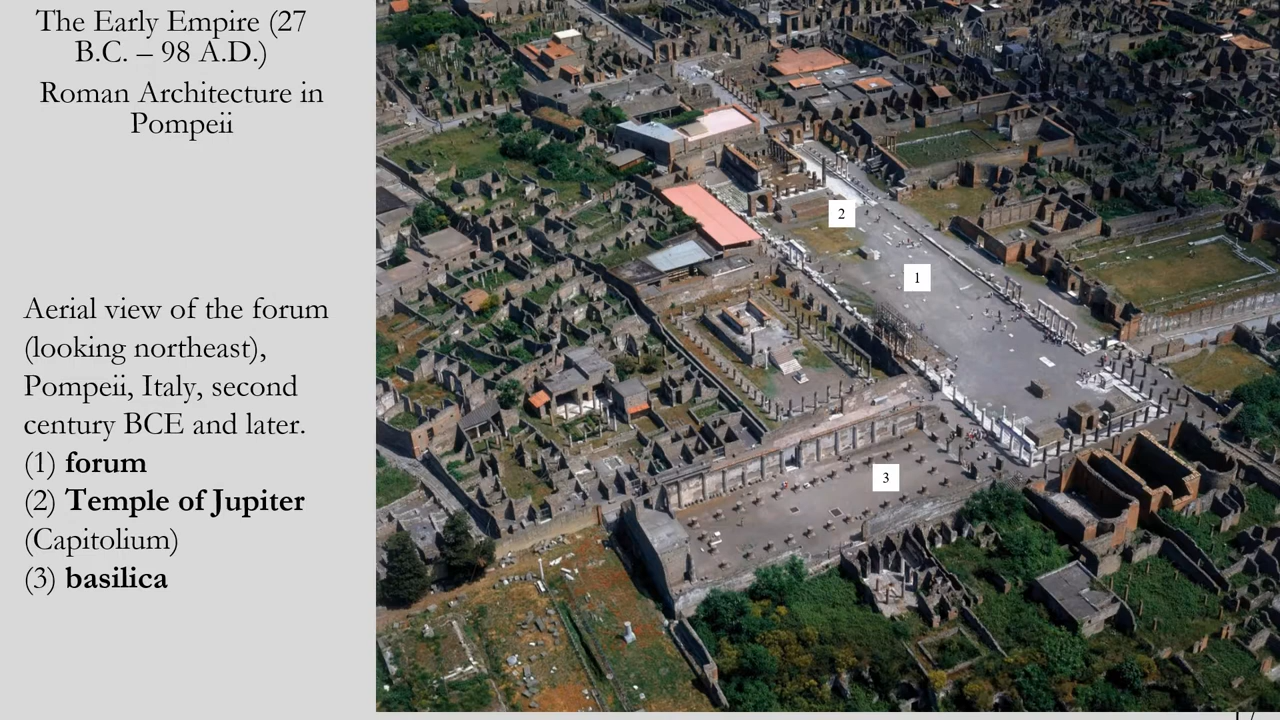 The Early Empire (27
B.C. – 98 A.D.)
Roman Architecture in
Pompeii
Aerial view of the forum
(looking northeast),
Pompeii, Italy, second
century BCE and later.
(1) forum
(2) Temple of Jupiter
(Capitolium)
(3) basilica
2
1
3